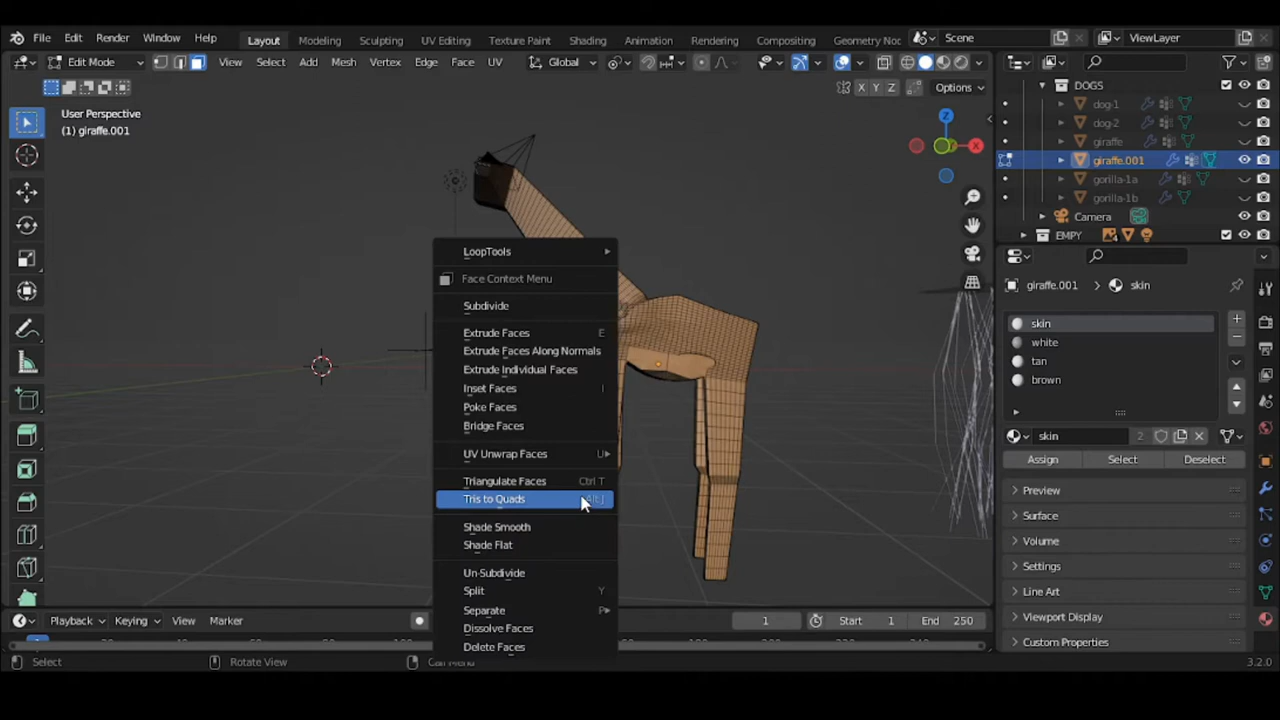 File Edit Render Window Help Layout Modeling Sculpting UV Editing Texture Paint Shading Animation Rendering Compositing Geometry Noc Scene ViewLayer
Edit Mode View Select Add Mesh Vertex Edge Face UV Global
X Y Z Options
User Perspective
(1) giraffe.001
Z
X
DOGS
dog-1
dog-2
giraffe
giraffe.001
gorilla-1a
gorilla-1b
Camera
EMPY
LoopTools
Face Context Menu
Subdivide
Extrude Faces E
Extrude Faces Along Normals
Extrude Individual Faces
Inset Faces I
Poke Faces
Bridge Faces
UV Unwrap Faces U
Triangulate Faces Ctrl T
Tris to Quads Alt J
Shade Smooth
Shade Flat
Un-Subdivide
Split Y
Separate P
Dissolve Faces
Delete Faces
giraffe.001 skin
skin
white
tan
brown
skin 2
Assign Select Deselect
Preview
Surface
Volume
Settings
Line Art
Viewport Display
Custom Properties
Playback Keying View Marker 1 Start 1 End 250
Select Rotate View Call Menu 3.2.0